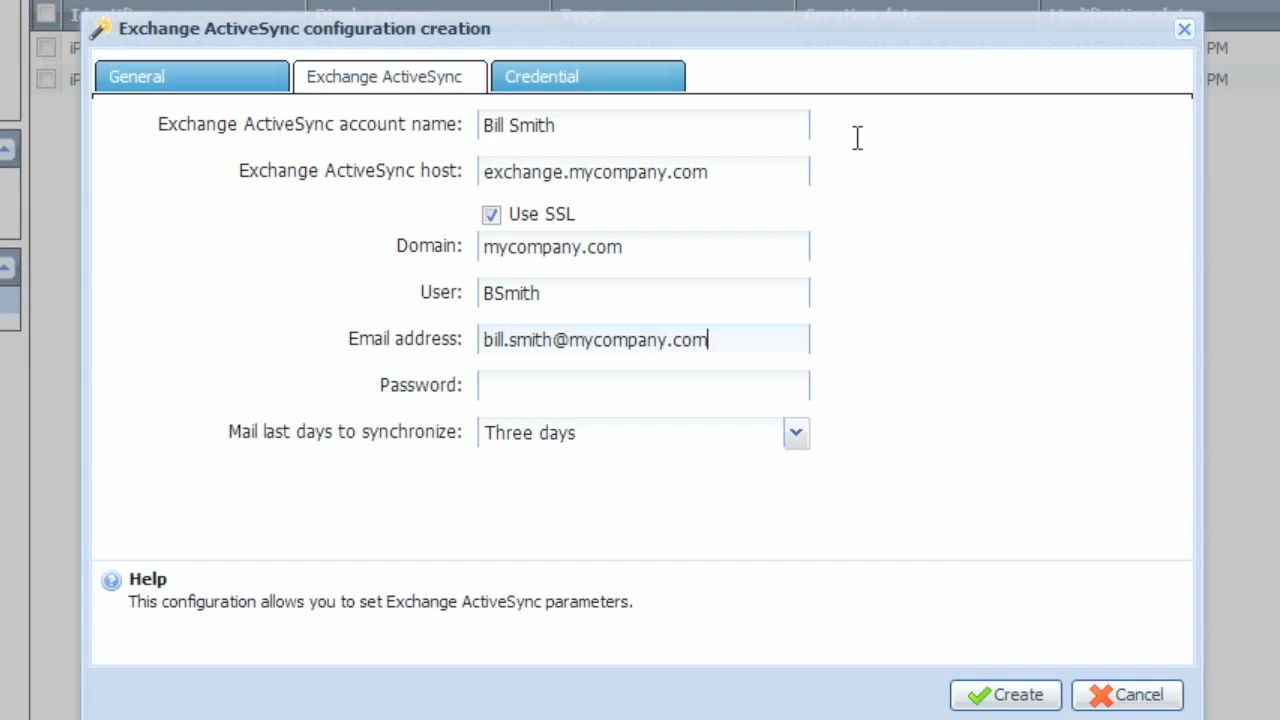 Exchange ActiveSync configuration creation
iP PM
iP PM
General Exchange ActiveSync Credential
Exchange ActiveSync account name: Bill Smith
Exchange ActiveSync host: exchange.mycompany.com
Use SSL
Domain: mycompany.com
User: BSmith
Email address: bill.smith@mycompany.com
Password:
Mail last days to synchronize: Three days
Help
This configuration allows you to set Exchange ActiveSync parameters.
Create Cancel